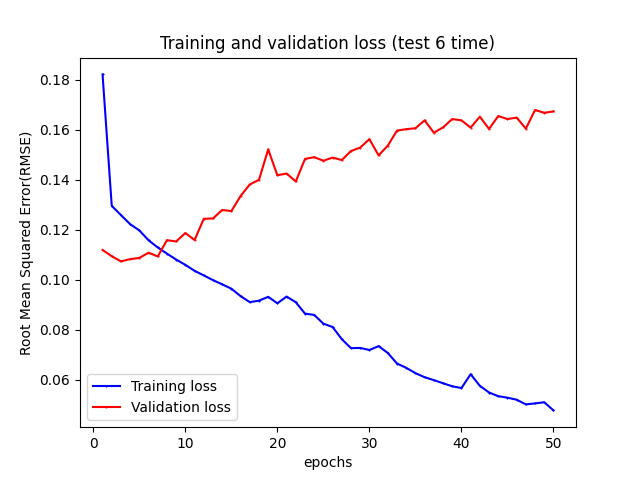 Training and validation loss (test 6 time)
Root Mean Squared Error(RMSE)
0.18
0.16
0.14
0.12
0.10
0.08
0.06
Training loss
Validation loss
0
10
20
30
40
50
epochs